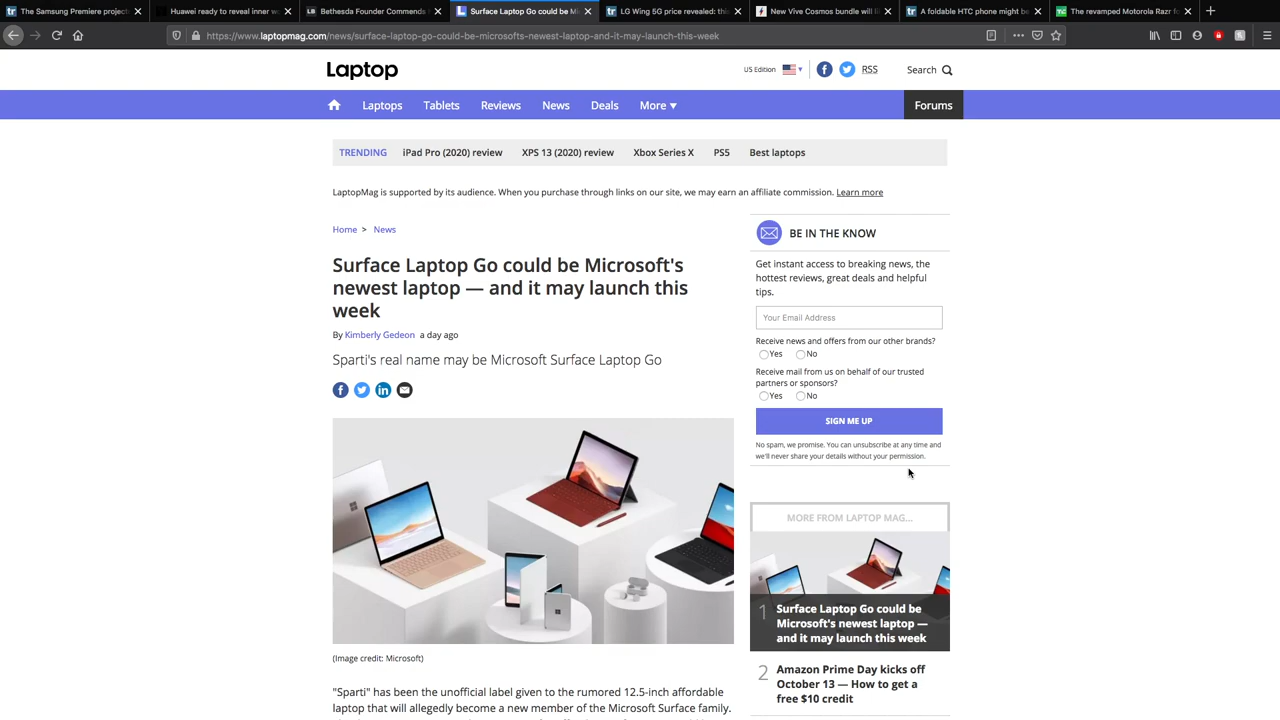 The Samsung Premiere project
Huawei ready to reveal inner w
Bethesda Founder Commends
Surface Laptop Go could be Mi
LG Wing 5G price revealed: this
New Vive Cosmos bundle will
A foldable HTC phone might be
The revamped Motorola Razr fo
https://www.laptopmag.com/news/surface-laptop-go-could-be-microsofts-newest-laptop-and-it-may-launch-this-week
Laptop
US Edition
RSS
Search
Laptops
Tablets
Reviews
News
Deals
More
Forums
TRENDING
iPad Pro (2020) review
XPS 13 (2020) review
Xbox Series X
PS5
Best laptops
LaptopMag is supported by its audience. When you purchase through links on our site, we may earn an affiliate commission. Learn more
Home > News
Surface Laptop Go could be Microsoft's
newest laptop — and it may launch this
week
By Kimberly Gedeon a day ago
Sparti's real name may be Microsoft Surface Laptop Go
(Image credit: Microsoft)
"Sparti" has been the unofficial label given to the rumored 12.5-inch affordable
laptop that will allegedly become a new member of the Microsoft Surface family.
BE IN THE KNOW
Get instant access to breaking news, the
hottest reviews, great deals and helpful
tips.
Your Email Address
Receive news and offers from our other brands?
Yes No
Receive mail from us on behalf of our trusted
partners or sponsors?
Yes No
SIGN ME UP
No spam, we promise. You can unsubscribe at any time and
we'll never share your details without your permission.
MORE FROM LAPTOP MAG...
1
Surface Laptop Go could be
Microsoft's newest laptop —
and it may launch this week
2
Amazon Prime Day kicks off
October 13 — How to get a
free $10 credit